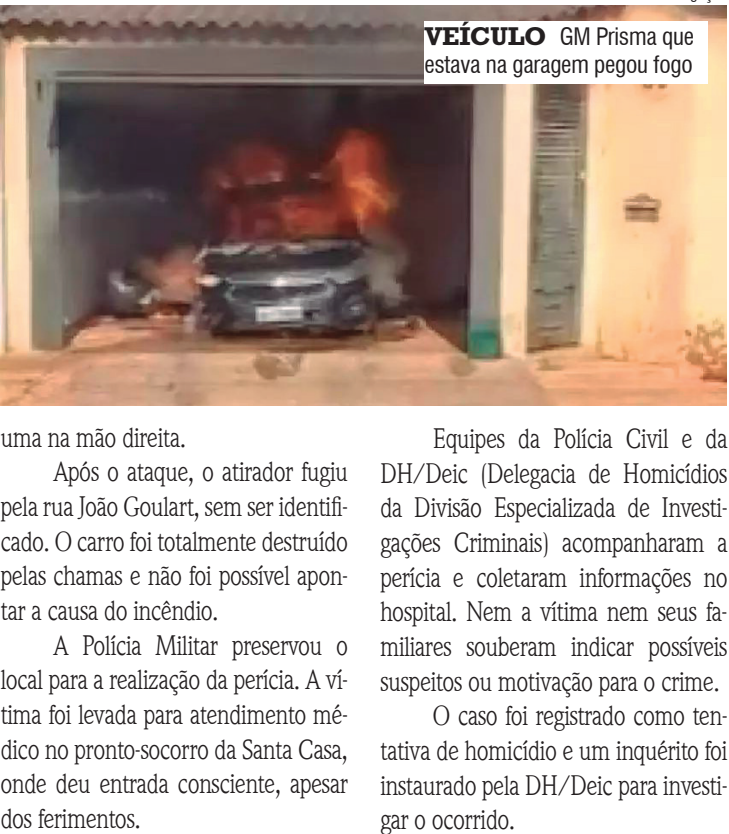 VEÍCULO GM Prisma que
estava na garagem pegou fogo
uma na mão direita.
Após o ataque, o atirador fugiu
pela rua João Goulart, sem ser identifi-
cado. O carro foi totalmente destruído
pelas chamas e não foi possível apon-
tar a causa do incêndio.
A Polícia Militar preservou o
local para a realização da perícia. A ví-
tima foi levada para atendimento mé-
dico no pronto-socorro da Santa Casa,
onde deu entrada consciente, apesar
dos ferimentos.
Equipes da Polícia Civil e da
DH/Deic (Delegacia de Homicídios
da Divisão Especializada de Investi-
gações Criminais) acompanharam a
perícia e coletaram informações no
hospital. Nem a vítima nem seus fa-
miliares souberam indicar possíveis
suspeitos ou motivação para o crime.
O caso foi registrado como ten-
tativa de homicídio e um inquérito foi
instaurado pela DH/Deic para investi-
gar o ocorrido.